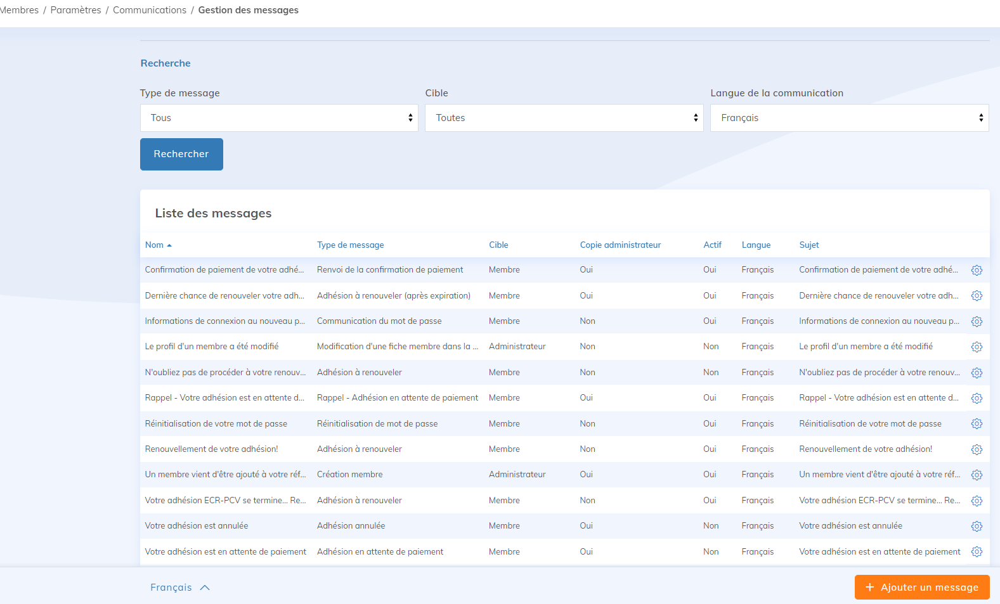 Membres / Paramètres / Communications / Gestion des messages
Recherche
Type de message Cible Langue de la communication
Tous Toutes Français
Rechercher
Liste des messages
Nom Type de message Cible Copie administrateur Actif Langue Sujet
Confirmation de paiement de votre adhé... Renvoi de la confirmation de paiement Membre Oui Oui Français Confirmation de paiement de votre adhé...
Dernière chance de renouveler votre adh... Adhésion à renouveler (après expiration) Membre Oui Oui Français Dernière chance de renouveler votre adh...
Informations de connexion au nouveau p... Communication du mot de passe Membre Non Oui Français Informations de connexion au nouveau p...
Le profil d'un membre a été modifié Modification d'une fiche membre dans la ... Administrateur Non Non Français Le profil d'un membre a été modifié
N'oubliez pas de procéder à votre renouv... Adhésion à renouveler Membre Non Non Français N'oubliez pas de procéder à votre renouv...
Rappel - Votre adhésion est en attente d... Rappel - Adhésion en attente de paiement Membre Oui Oui Français Rappel - Votre adhésion est en attente d...
Réinitialisation de votre mot de passe Réinitialisation de mot de passe Membre Non Oui Français Réinitialisation de votre mot de passe
Renouvellement de votre adhésion! Adhésion à renouveler Membre Non Oui Français Renouvellement de votre adhésion!
Un membre vient d'être ajouté à votre réf... Création membre Administrateur Oui Oui Français Un membre vient d'être ajouté à votre réf...
Votre adhésion ECR-PCV se termine... Re... Adhésion à renouveler Membre Non Oui Français Votre adhésion ECR-PCV se termine... Re...
Votre adhésion est annulée Adhésion annulée Membre Oui Non Français Votre adhésion est annulée
Votre adhésion est en attente de paiement Adhésion en attente de paiement Membre Oui Non Français Votre adhésion est en attente de paiement
Français + Ajouter un message